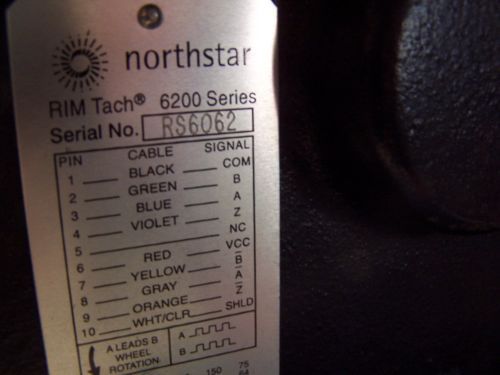 northstar
RIM Tach® 6200 Series
Serial No. RS6062
PIN CABLE SIGNAL
1 BLACK COM
2 GREEN B
3 BLUE A
4 VIOLET Z
5 NC
6 RED VCC
7 YELLOW B̅
8 GRAY A̅
9 ORANGE Z̅
10 WHT/CLR SHLD
A LEADS B
WHEEL
ROTATION.
A
B
150 75